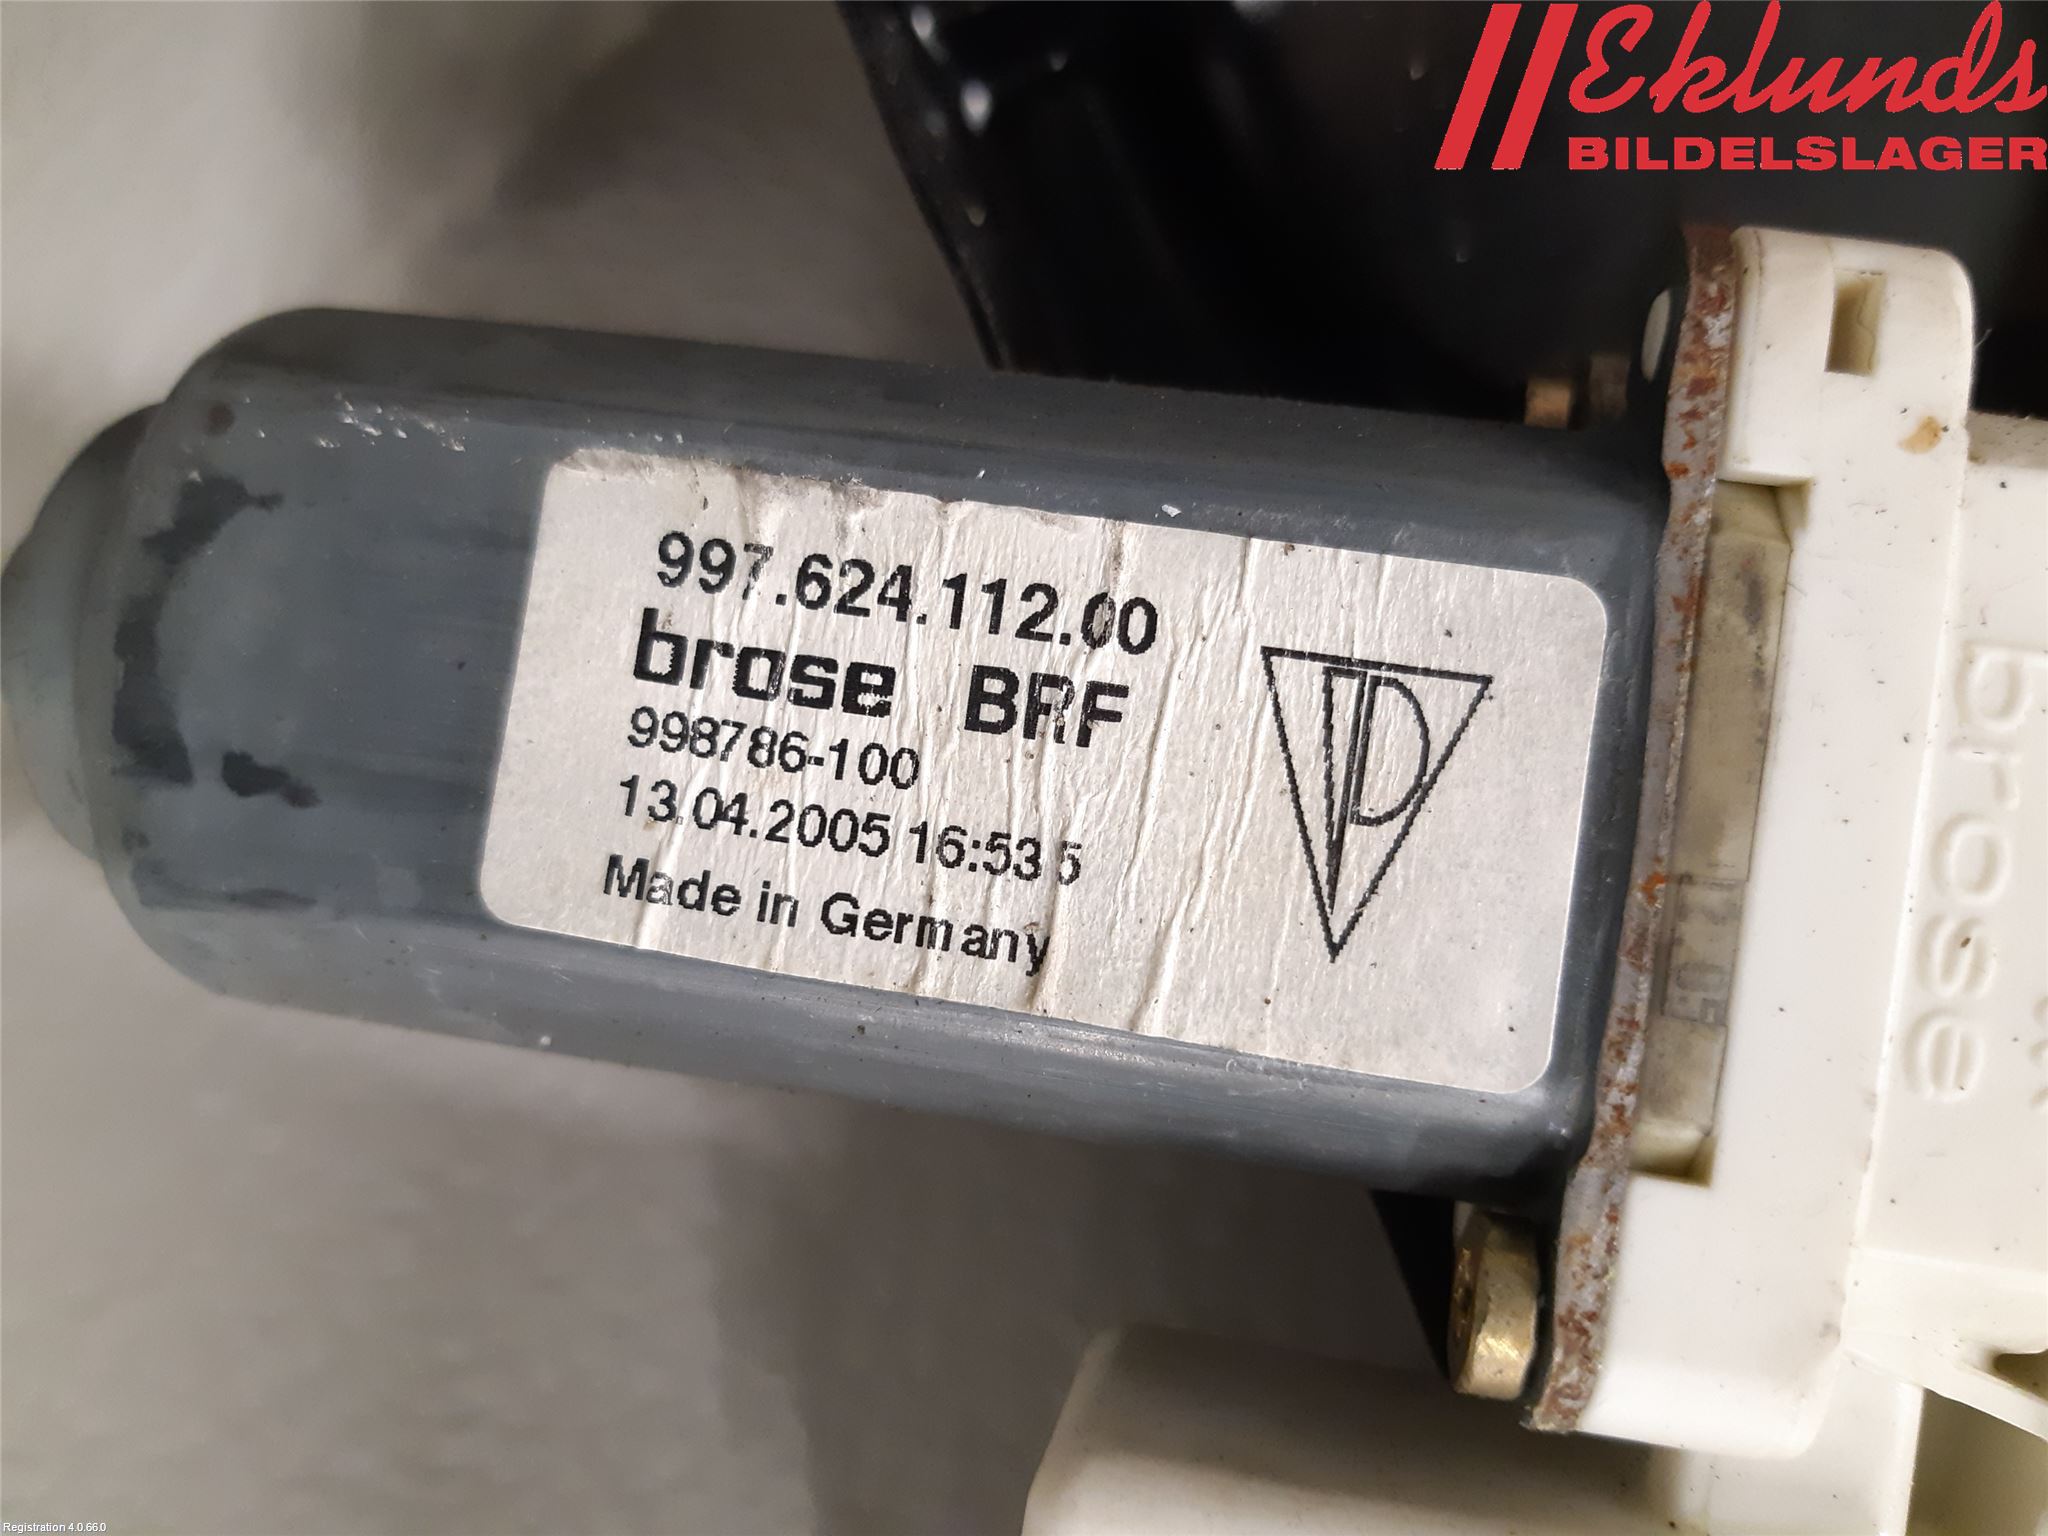 Eklunds
BILDELSLAGER
997.624.112.00
brose BRF
998786-100
13.04.2005 16:53 5
Made in Germany
brose
Registration 4.0.66.0